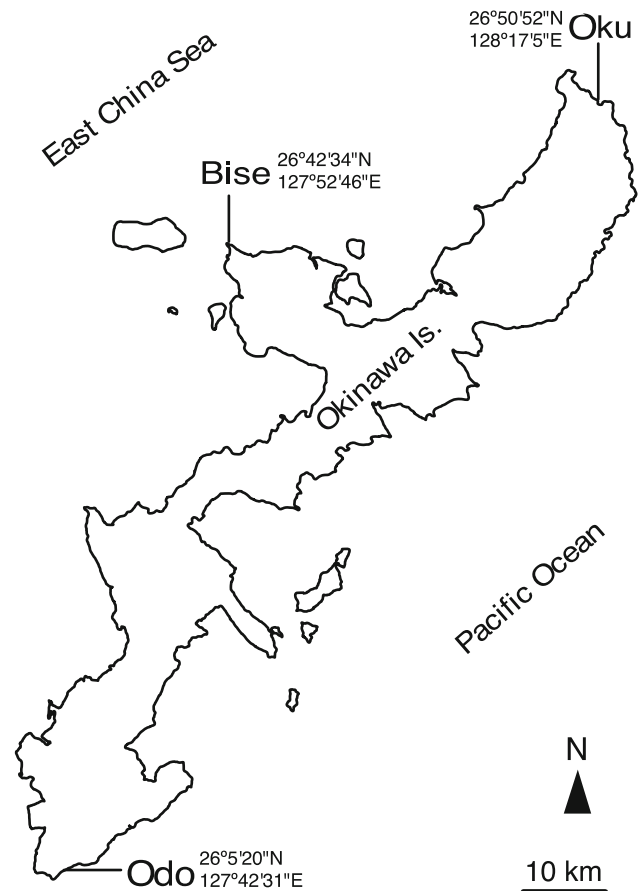 26°50'52"N
128°17'5"E
Oku
East China Sea
Bise
26°42'34"N
127°52'46"E
Okinawa Is.
Pacific Ocean
N
Odo
26°5'20"N
127°42'31"E
10 km